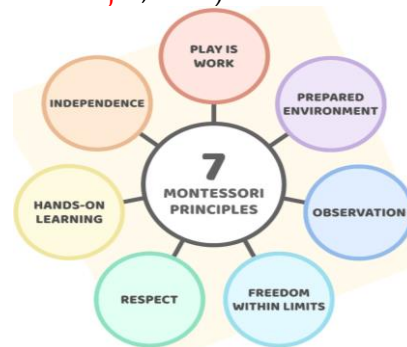 PLAY IS
WORK
INDEPENDENCE
PREPARED
ENVIRONMENT
7
MONTESSORI
PRINCIPLES
HANDS-ON
LEARNING
OBSERVATION
RESPECT
FREEDOM
WITHIN LIMITS